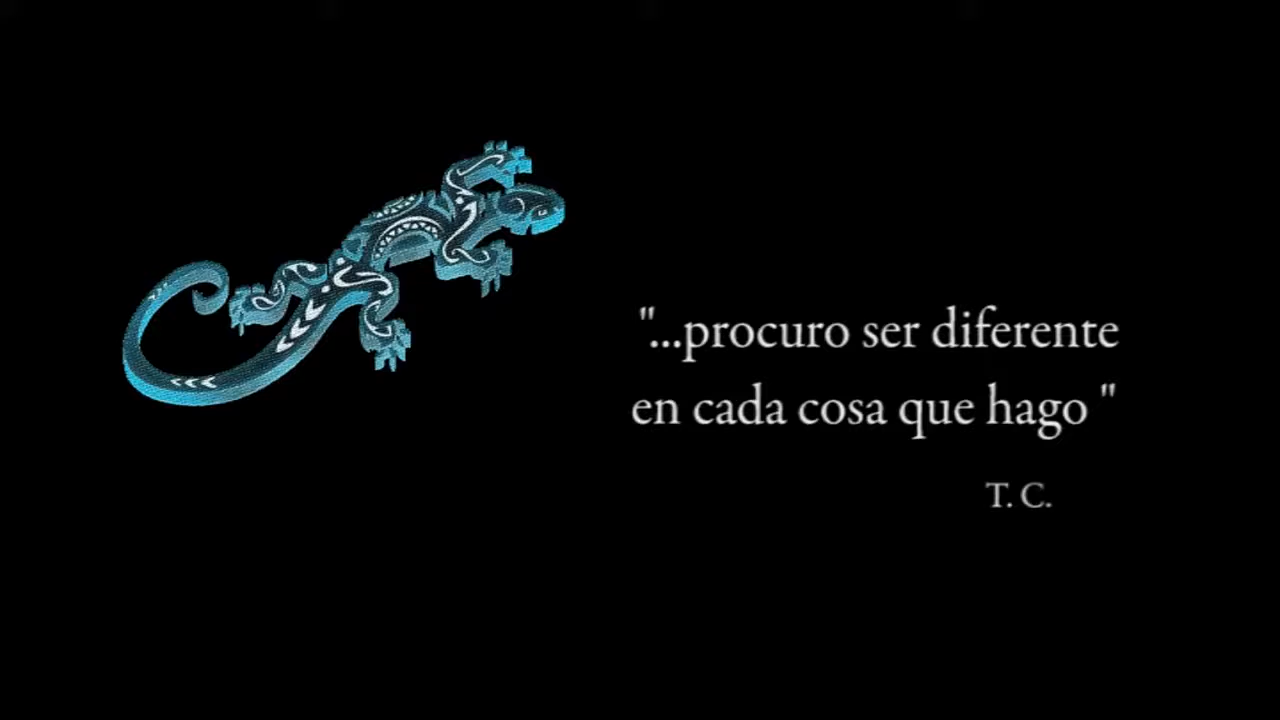 "...procuro ser diferente
en cada cosa que hago "
T. C.